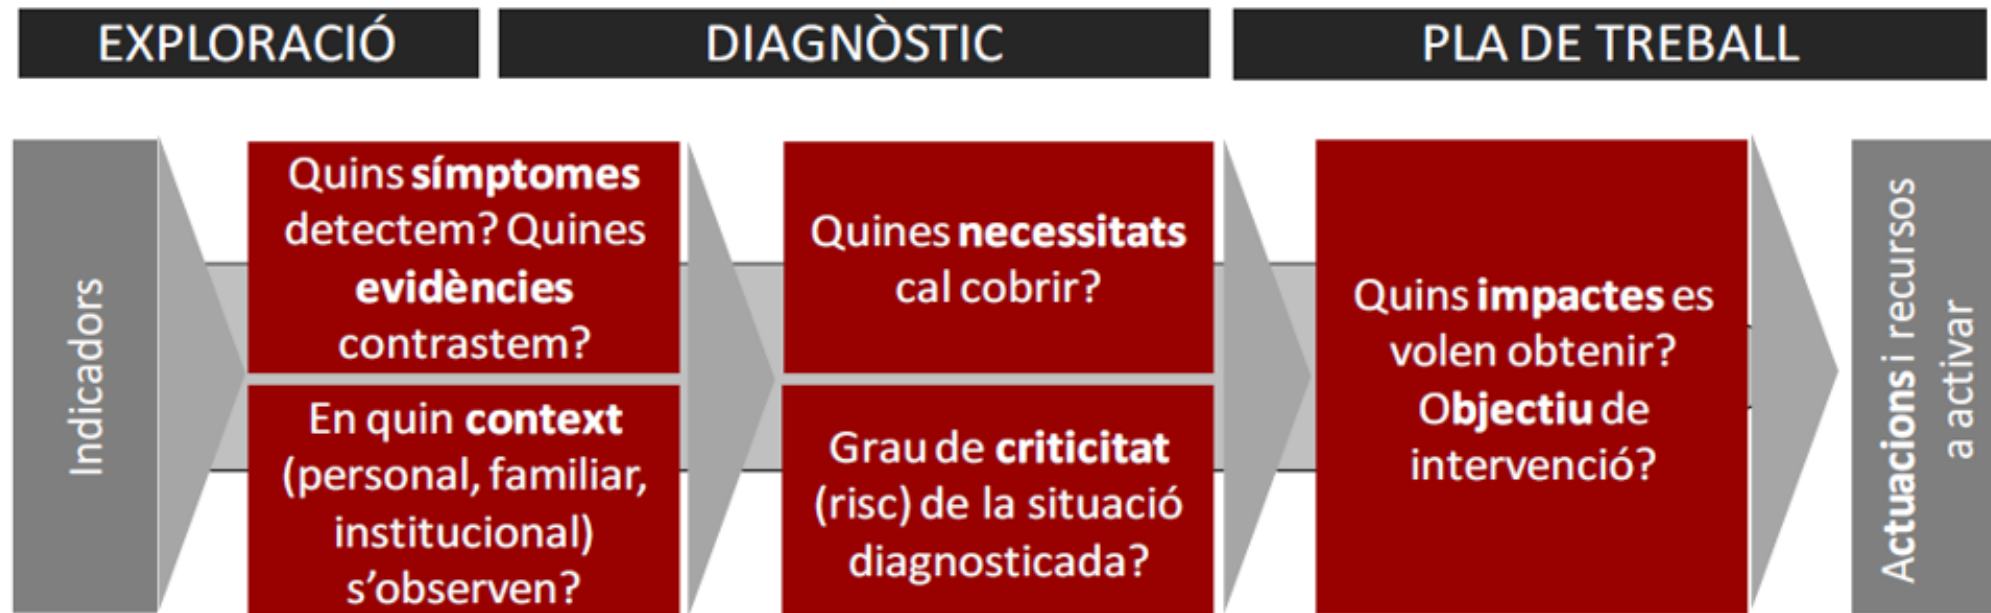 EXPLORACIÓ
DIAGNÒSTIC
PLA DE TREBALL
Indicadors
Quins símptomes
detectem? Quines
evidències
contrastem?
En quin context
(personal, familiar,
institucional)
s'observen?
Quines necessitats
cal cobrir?
Grau de criticitat
(risc) de la situació
diagnosticada?
Quins impactes es
volen obtenir?
Objectiu de
intervenció?
Actuacions i recursos
a activar